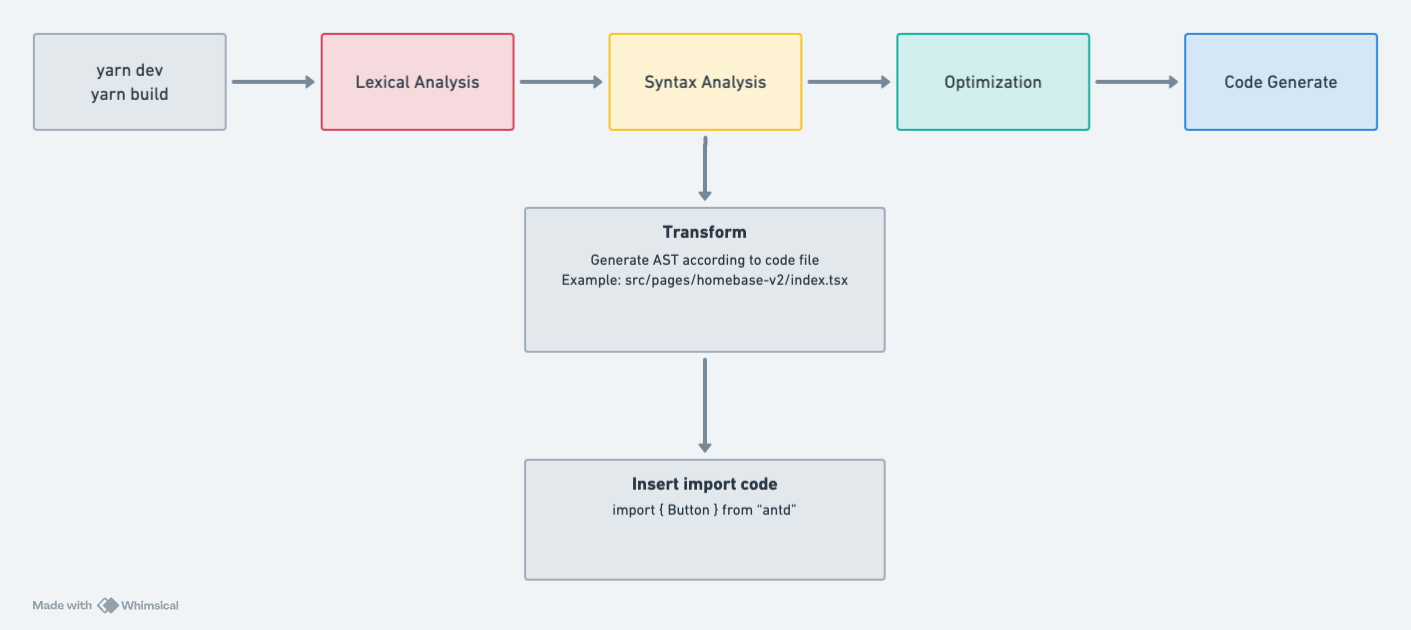 yarn dev
yarn build
Lexical Analysis
Syntax Analysis
Optimization
Code Generate
Transform
Generate AST according to code file
Example: src/pages/homebase-v2/index.tsx
Insert import code
import { Button } from “antd”
Made with Whimsical